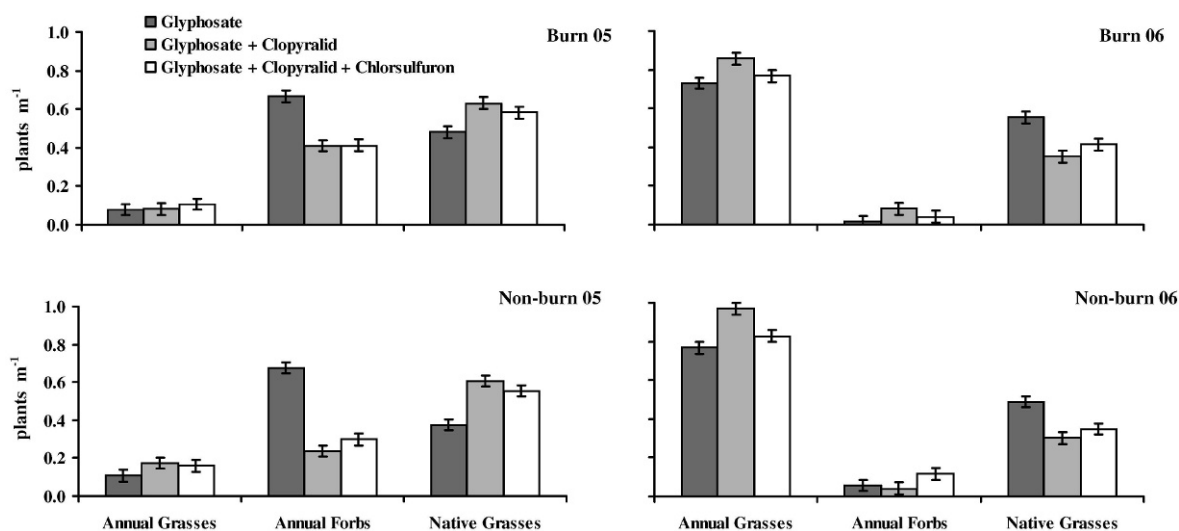 Glyphosate
Glyphosate + Clopyralid
Glyphosate + Clopyralid + Chlorsulfuron
Burn 05
Burn 06
plants m⁻¹
1.0
0.8
0.6
0.4
0.2
0.0
Non-burn 05
Non-burn 06
plants m⁻¹
1.0
0.8
0.6
0.4
0.2
0.0
Annual Grasses Annual Forbs Native Grasses
Annual Grasses Annual Forbs Native Grasses